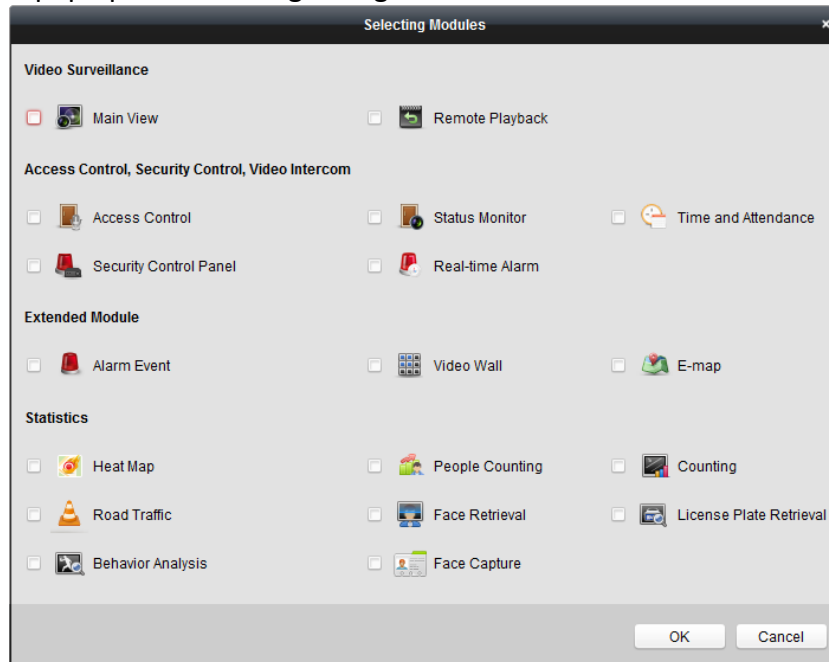 Selecting Modules ×
Video Surveillance
Main View Remote Playback
Access Control, Security Control, Video Intercom
Access Control Status Monitor Time and Attendance
Security Control Panel Real-time Alarm
Extended Module
Alarm Event Video Wall E-map
Statistics
Heat Map People Counting Counting
Road Traffic Face Retrieval License Plate Retrieval
Behavior Analysis Face Capture
OK Cancel